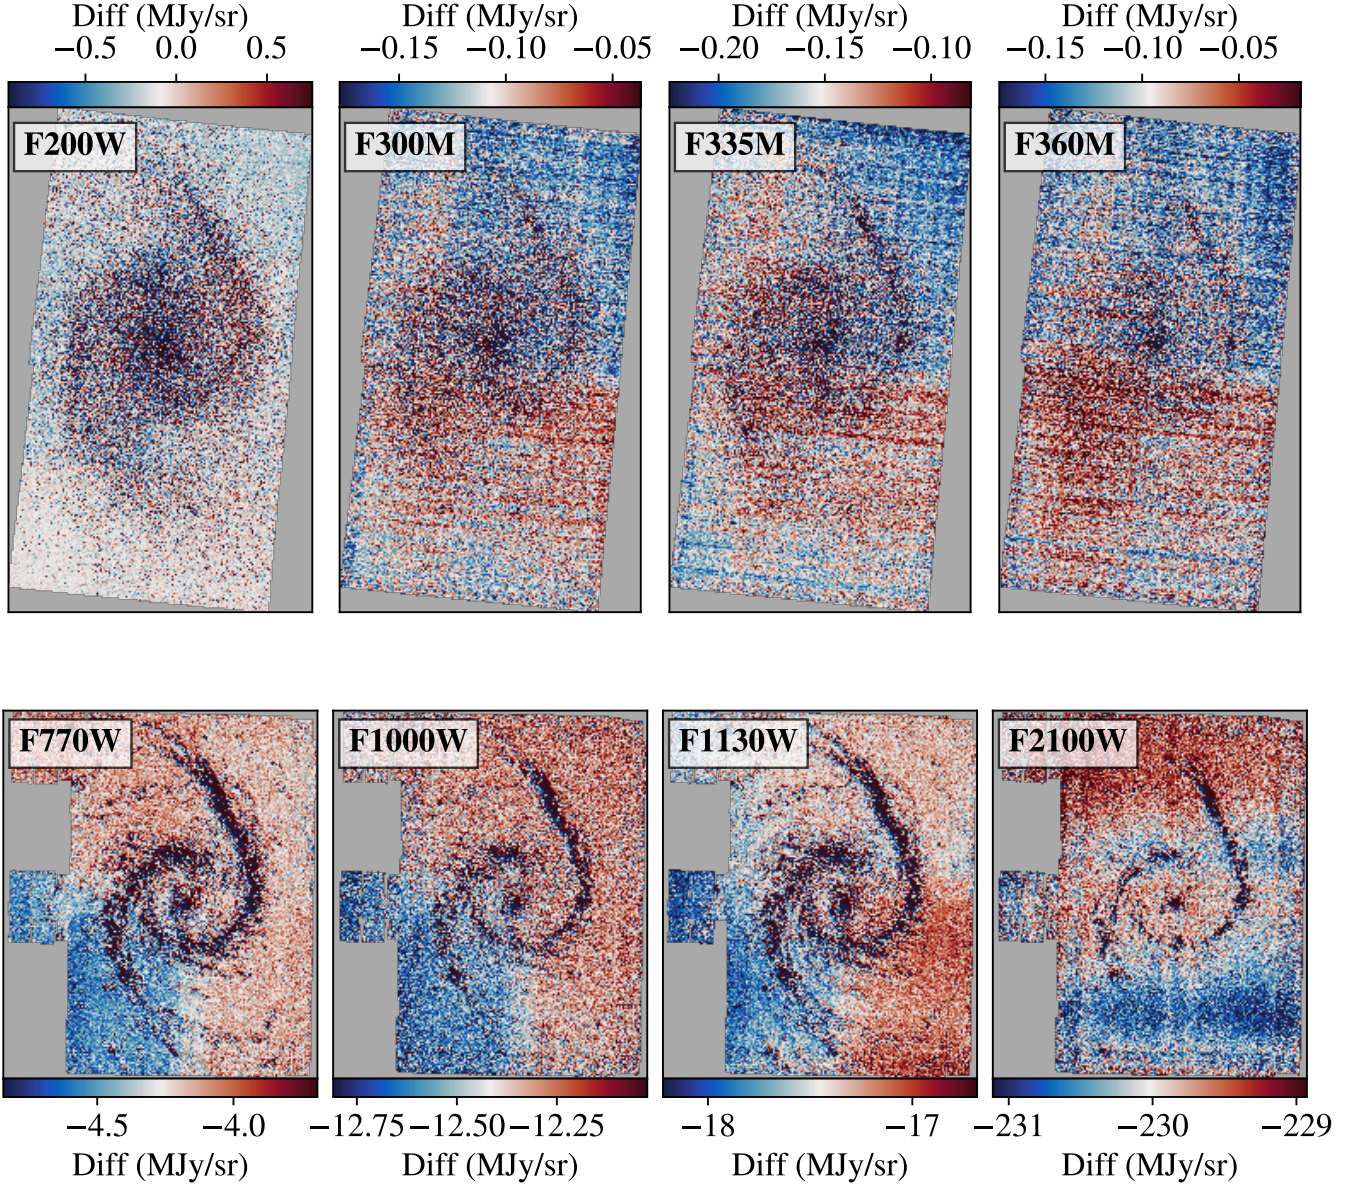 Diff (MJy/sr) Diff (MJy/sr) Diff (MJy/sr) Diff (MJy/sr)
−0.5 0.0 0.5 −0.15 −0.10 −0.05 −0.20 −0.15 −0.10 −0.15 −0.10 −0.05
F200W F300M F335M F360M
F770W F1000W F1130W F2100W
−4.5 −4.0 −12.75 −12.50 −12.25 −18 −17 −231 −230 −229
Diff (MJy/sr) Diff (MJy/sr) Diff (MJy/sr) Diff (MJy/sr)